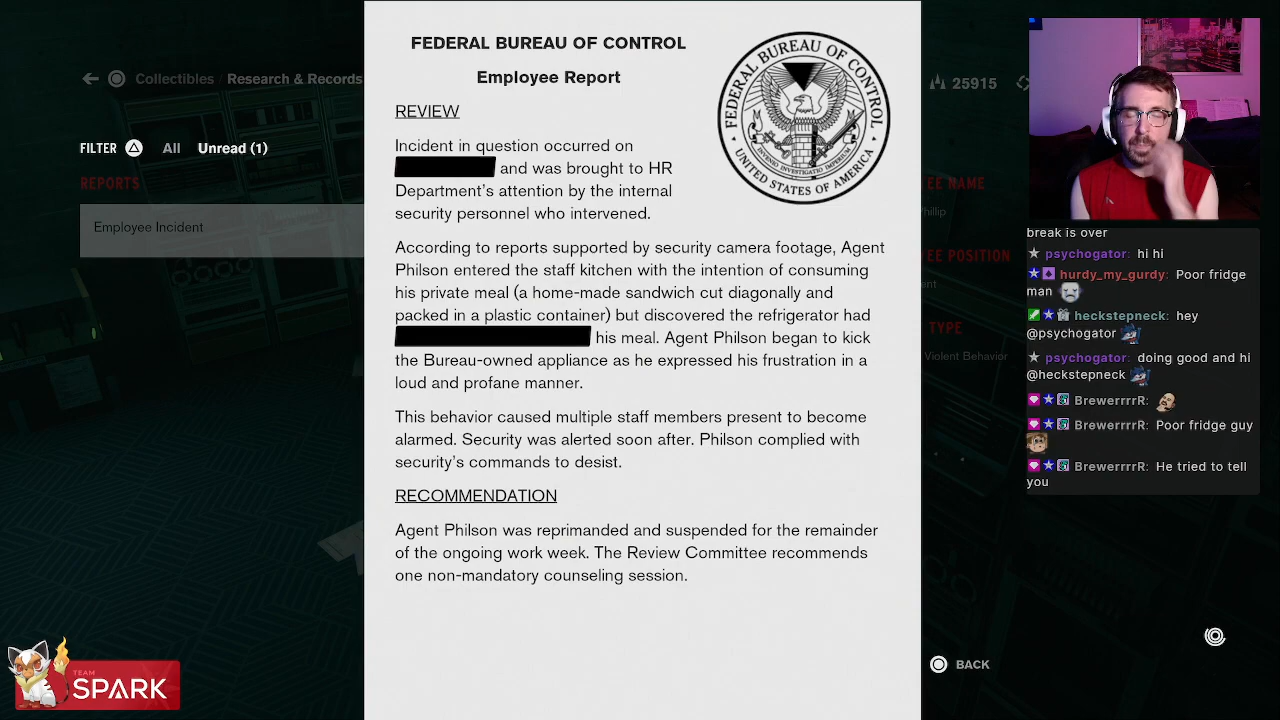 FEDERAL BUREAU OF CONTROL
Employee Report
FEDERAL BUREAU OF CONTROL
UNITED STATES OF AMERICA
REVIEW
Incident in question occurred on
and was brought to HR
Department's attention by the internal
security personnel who intervened.
According to reports supported by security camera footage, Agent
Philson entered the staff kitchen with the intention of consuming
his private meal (a home-made sandwich cut diagonally and
packed in a plastic container) but discovered the refrigerator had
his meal. Agent Philson began to kick
the Bureau-owned appliance as he expressed his frustration in a
loud and profane manner.
This behavior caused multiple staff members present to become
alarmed. Security was alerted soon after. Philson complied with
security's commands to desist.
RECOMMENDATION
Agent Philson was reprimanded and suspended for the remainder
of the ongoing work week. The Review Committee recommends
one non-mandatory counseling session.
Collectibles / Research & Records
FILTER All Unread (1)
REPORTS
Employee Incident
25915
EE NAME
Phillip
EE POSITION
ent
TYPE
Violent Behavior
BACK
break is over
psychogator: hi hi
hurdy_my_gurdy: Poor fridge
man
heckstepneck: hey
@psychogator
psychogator: doing good and hi
@heckstepneck
BrewerrrrR:
BrewerrrrR: Poor fridge guy
BrewerrrrR: He tried to tell
you
TEAM
SPARK